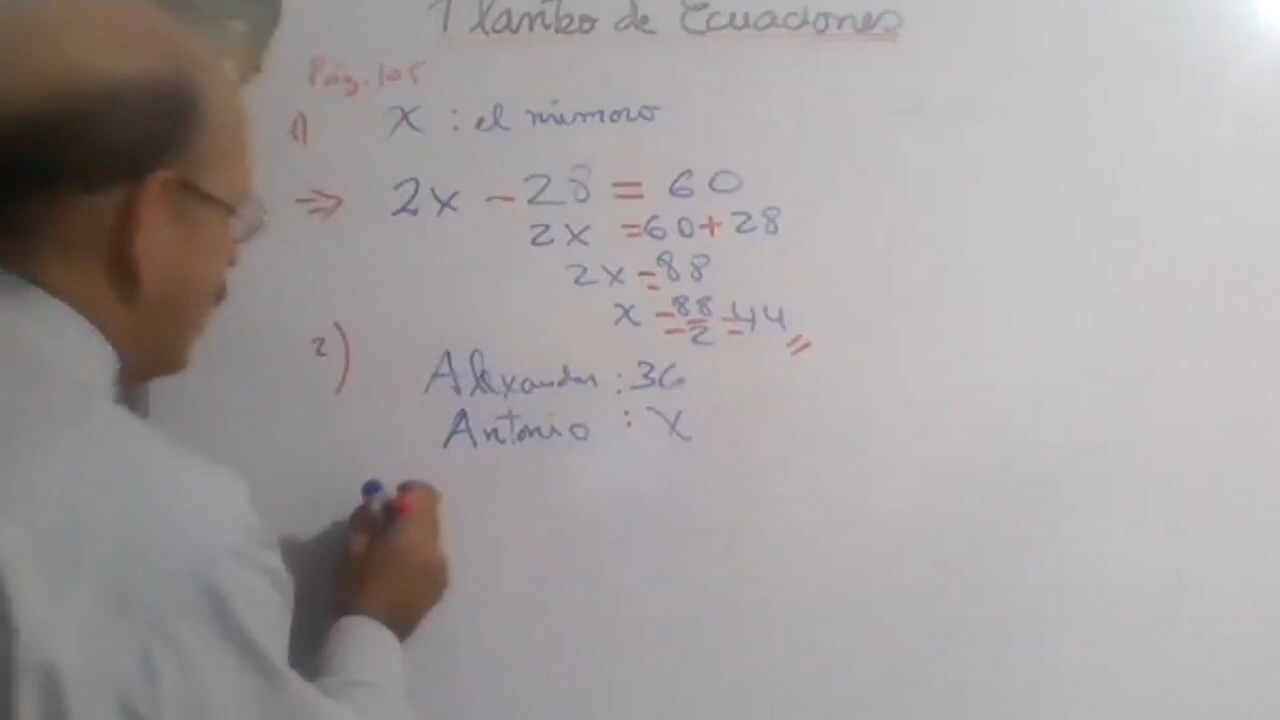 Planteo de Ecuaciones
Pág. 105
1) x : el número
⇒ 2x - 28 = 60
2x = 60 + 28
2x = 88
x = 88/2 = 44 //
2) Alexander : 36
Antonio : X